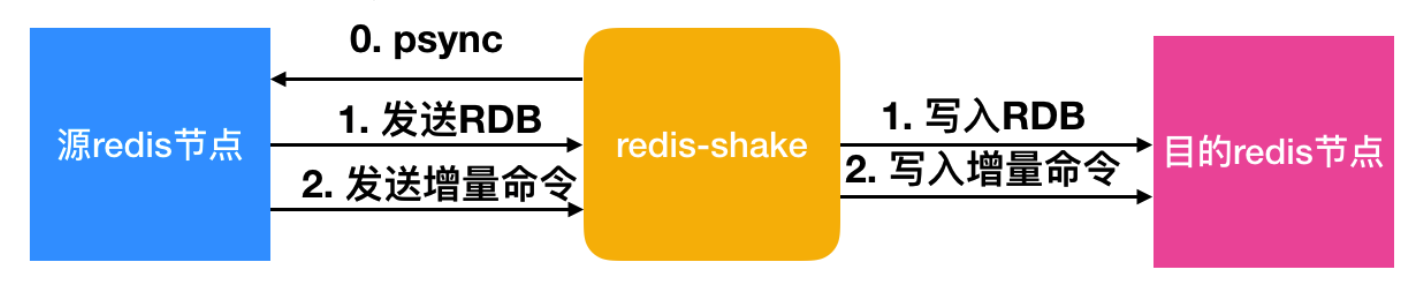 0. psync
1. 发送RDB
1. 写入RDB
源redis节点
redis-shake
目的redis节点
2. 发送增量命令
2. 写入增量命令